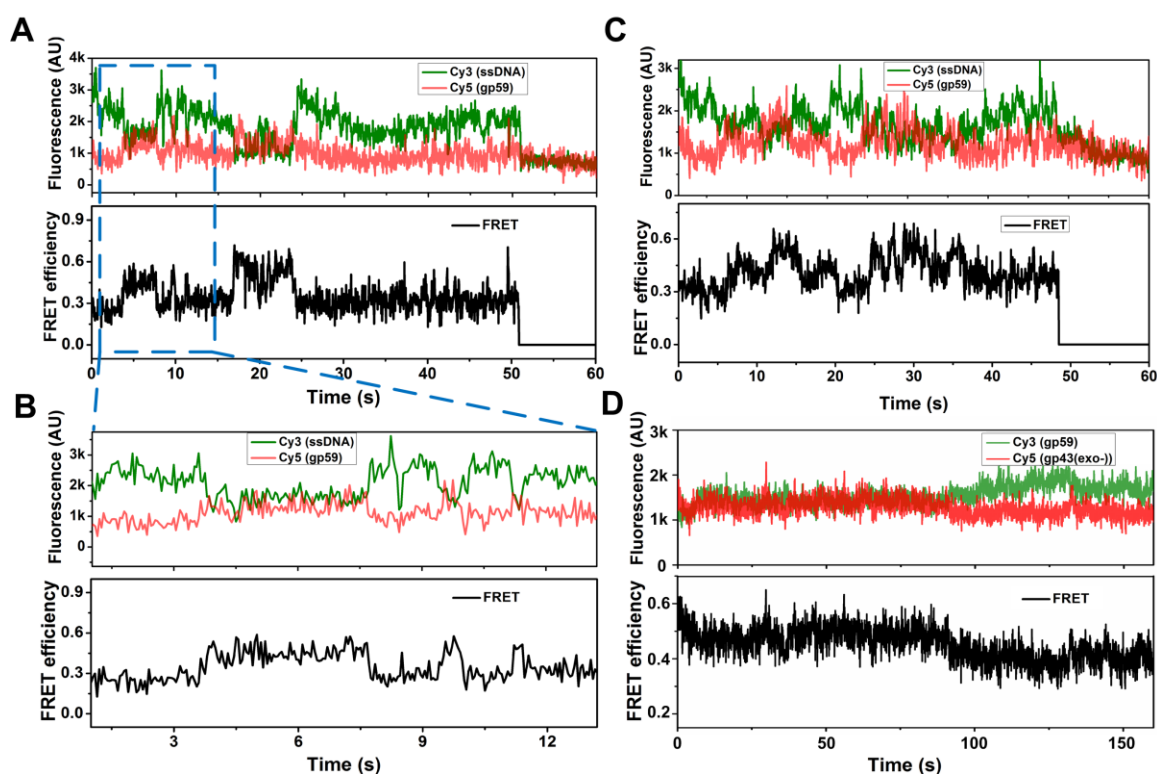 A
Fluorescence (AU)
4k
3k
2k
1k
0
Cy3 (ssDNA)
Cy5 (gp59)
FRET efficiency
0.9
0.6
0.3
0.0
FRET
0 10 20 30 40 50 60
Time (s)
B
Fluorescence (AU)
3k
2k
1k
0
Cy3 (ssDNA)
Cy5 (gp59)
FRET efficiency
0.9
0.6
0.3
0.0
FRET
3 6 9 12
Time (s)
C
Fluorescence (AU)
3k
2k
1k
0
Cy3 (ssDNA)
Cy5 (gp59)
FRET efficiency
0.6
0.3
0.0
FRET
0 10 20 30 40 50 60
Time (s)
D
Fluorescence (AU)
3k
2k
1k
0
Cy3 (gp59)
Cy5 (gp43(exo-))
FRET efficiency
0.6
0.4
0.2
FRET
0 50 100 150
Time (s)